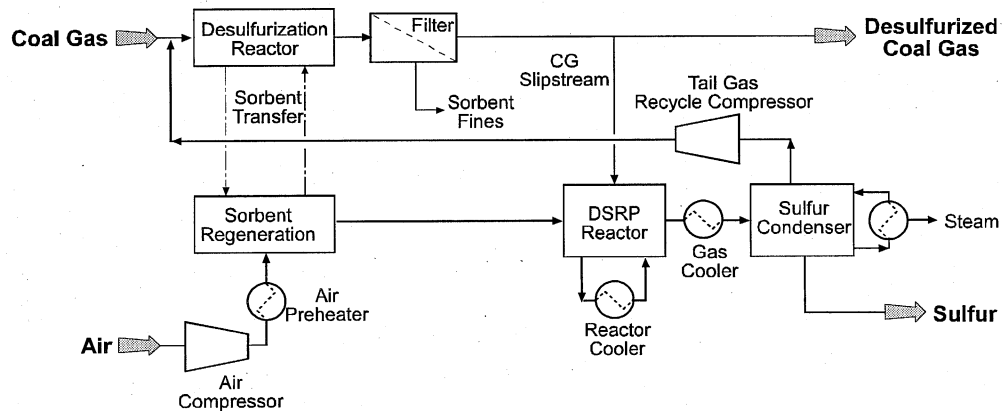 Coal Gas
Desulfurization
Reactor
Filter
Desulfurized
Coal Gas
CG
Slipstream
Sorbent
Transfer
Sorbent
Fines
Tail Gas
Recycle Compressor
Sorbent
Regeneration
DSRP
Reactor
Gas
Cooler
Sulfur
Condenser
Steam
Air
Preheater
Reactor
Cooler
Sulfur
Air
Air
Compressor